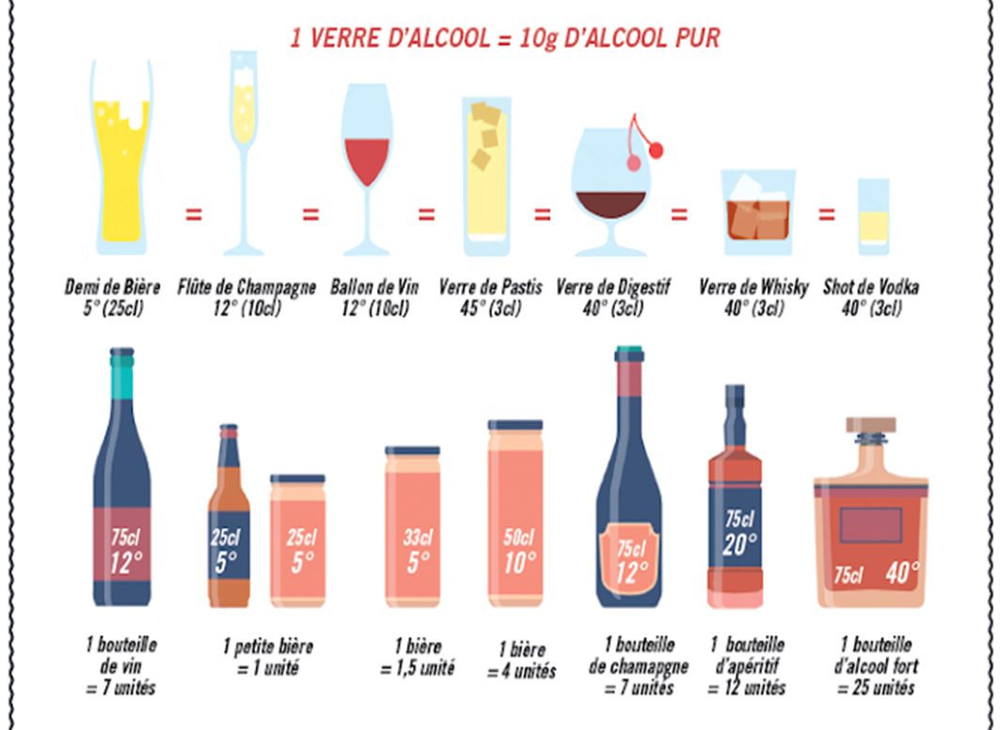 1 VERRE D'ALCOOL = 10g D'ALCOOL PUR
= = = = = =
Demi de Bière
5° (25cl)
Flûte de Champagne
12° (10cl)
Ballon de Vin
12° (10cl)
Verre de Pastis
45° (3cl)
Verre de Digestif
40° (3cl)
Verre de Whisky
40° (3cl)
Shot de Vodka
40° (3cl)
75cl
12°
25cl
5°
25cl
5°
33cl
5°
50cl
10°
75cl
12°
75cl
20°
75cl 40°
1 bouteille
de vin
= 7 unités
1 petite bière
= 1 unité
1 bière
= 1,5 unité
1 bière
= 4 unités
1 bouteille
de chamapgne
= 7 unités
1 bouteille
d'apéritif
= 12 unités
1 bouteille
d'alcool fort
= 25 unités